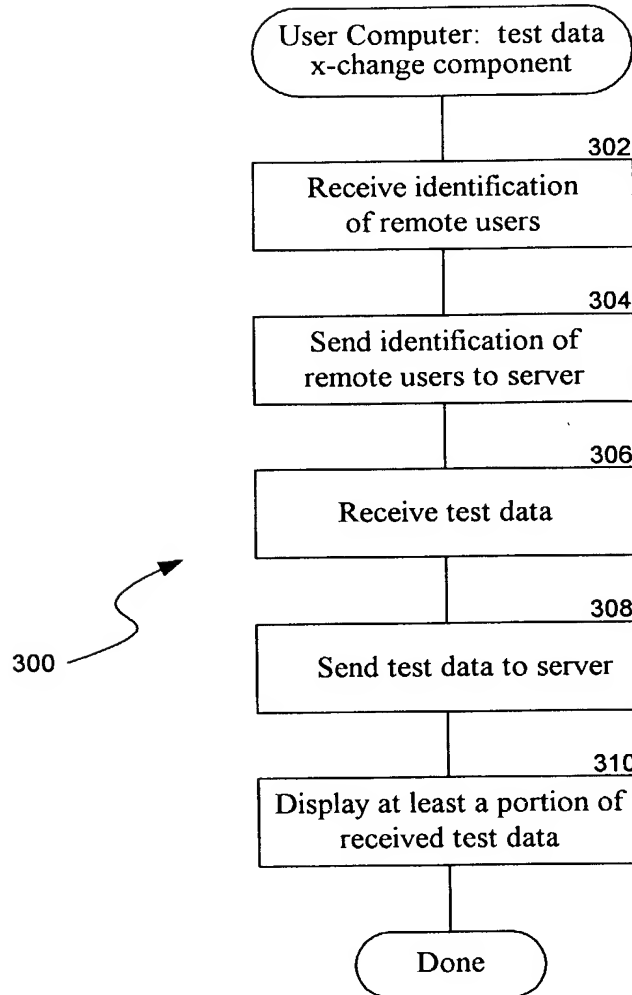 User Computer: test data
x-change component
302
Receive identification
of remote users
304
Send identification of
remote users to server
306
Receive test data
308
Send test data to server
300
310
Display at least a portion of
received test data
Done